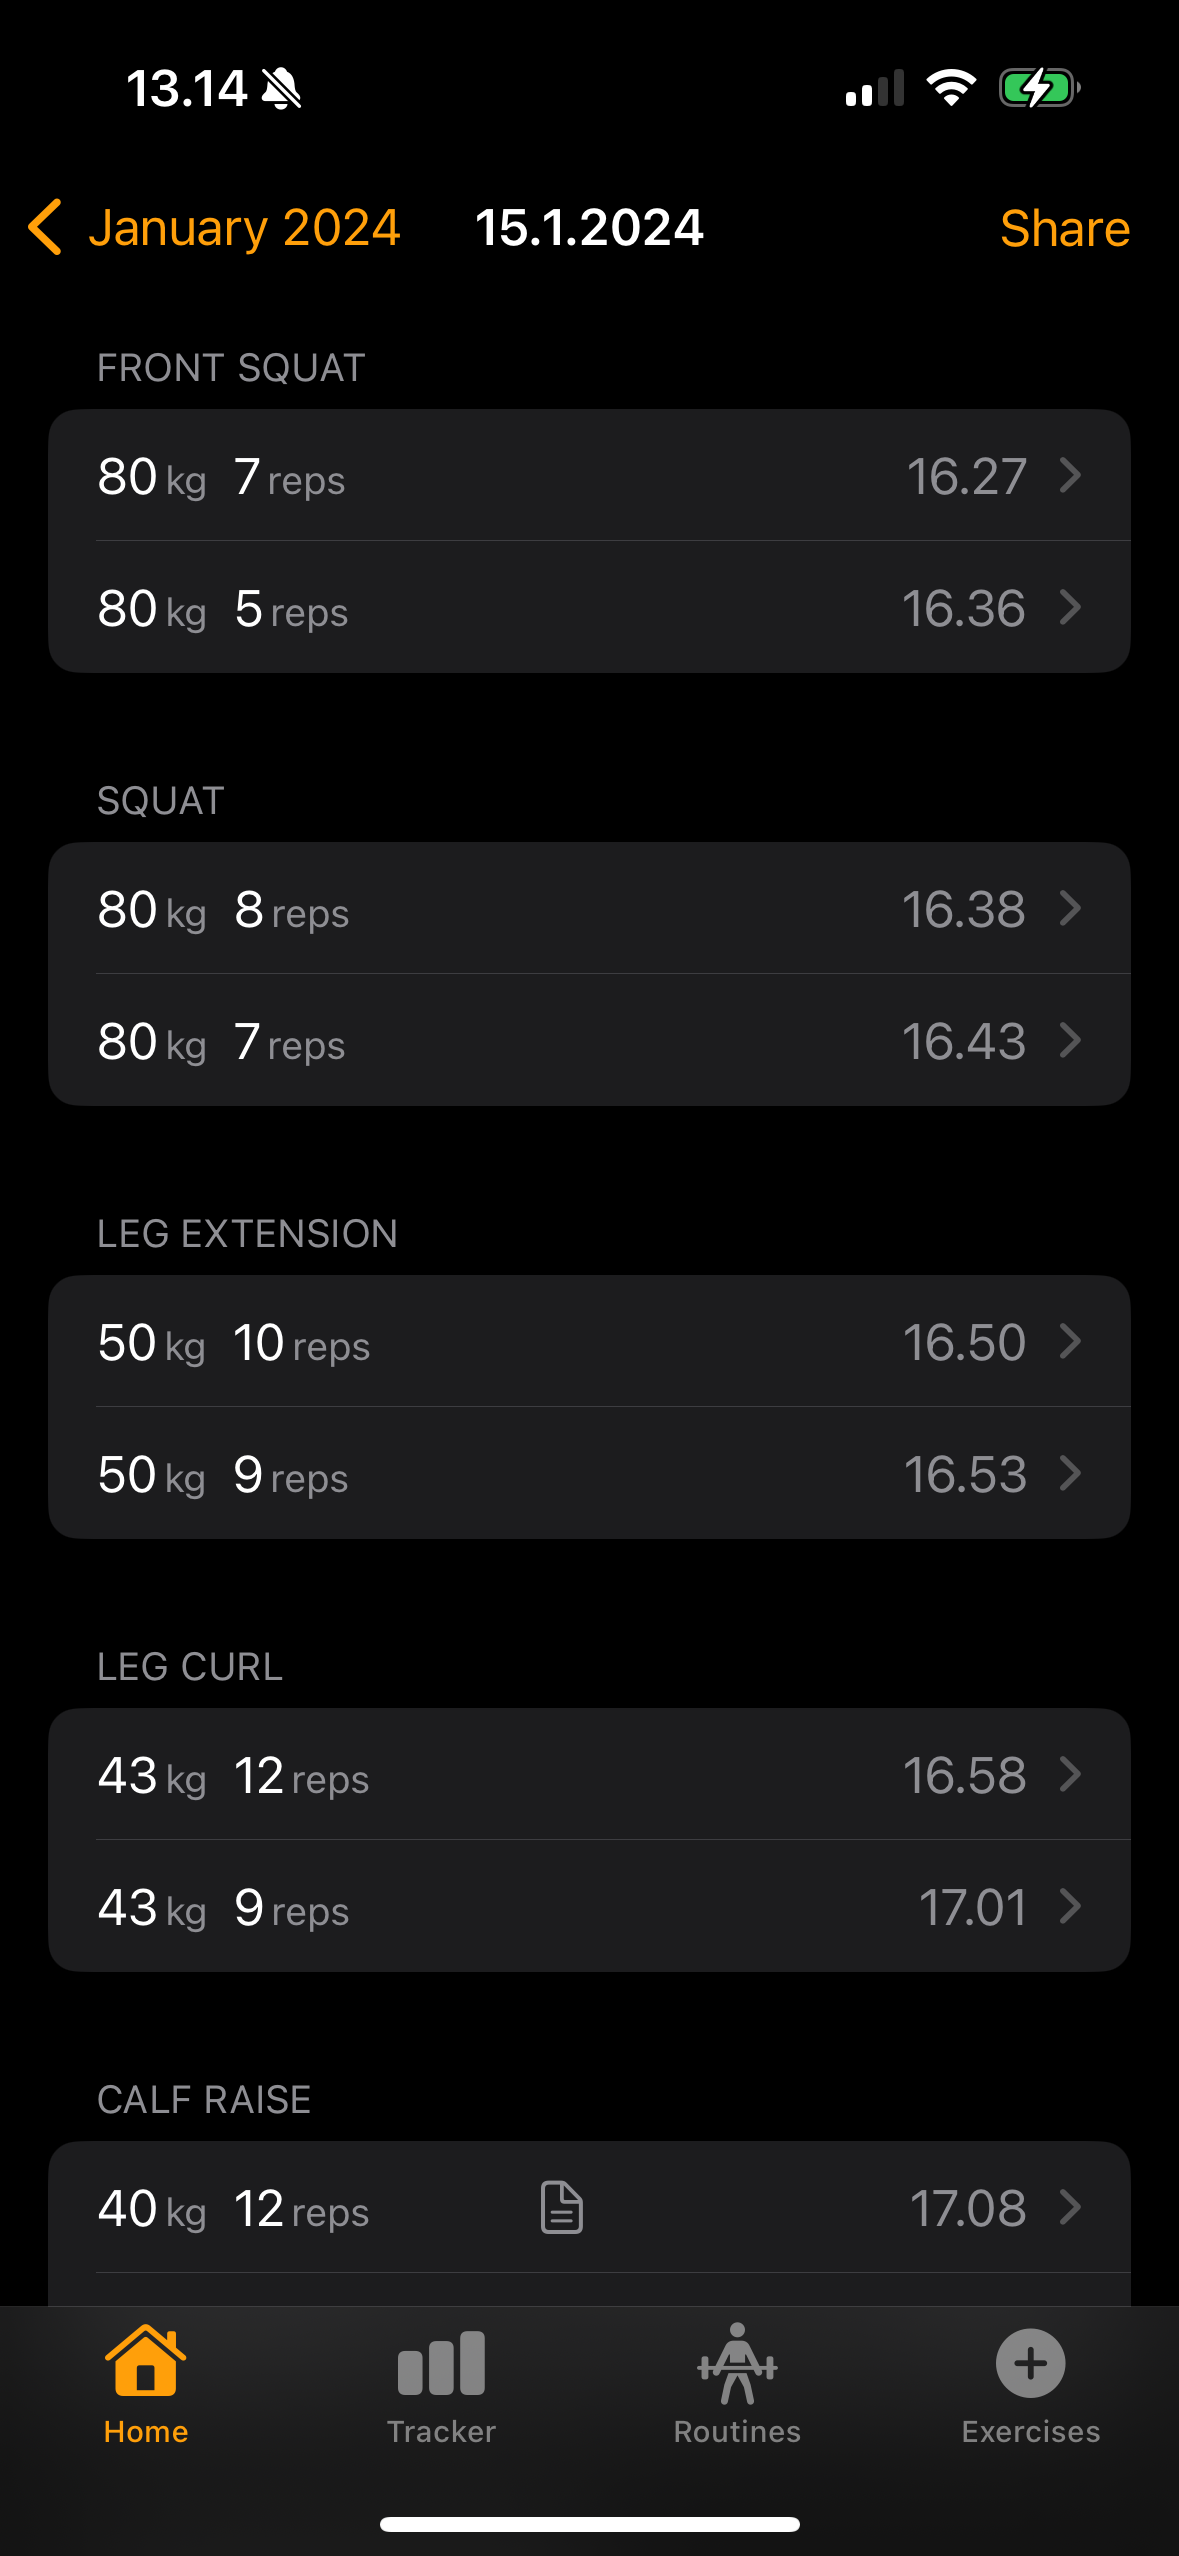 13.14
January 2024 15.1.2024 Share
FRONT SQUAT
80 kg 7 reps 16.27
80 kg 5 reps 16.36
SQUAT
80 kg 8 reps 16.38
80 kg 7 reps 16.43
LEG EXTENSION
50 kg 10 reps 16.50
50 kg 9 reps 16.53
LEG CURL
43 kg 12 reps 16.58
43 kg 9 reps 17.01
CALF RAISE
40 kg 12 reps 17.08
Home Tracker Routines Exercises